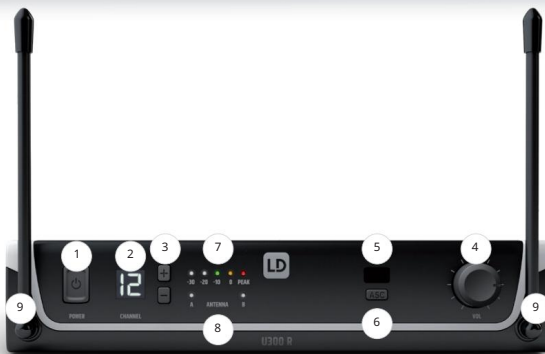 1
2
12
3
7
5
4
-30 -20 -10 0 PEAK
LD
9
POWER
CHANNEL
A ANTENNA B
8
ASC
6
VOL
9
U300 R